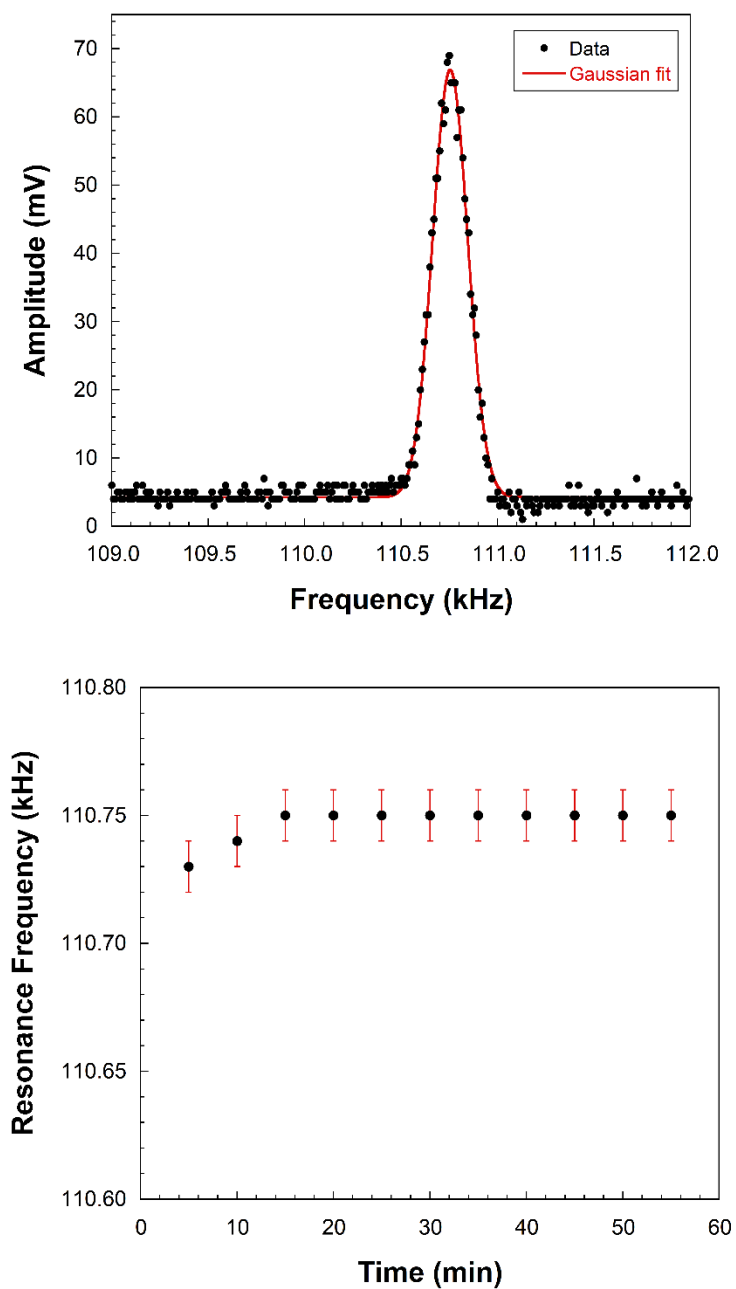 70
60
50
40
30
20
10
0
Amplitude (mV)
Data
Gaussian fit
109.0 109.5 110.0 110.5 111.0 111.5 112.0
Frequency (kHz)
110.80
110.75
110.70
110.65
110.60
Resonance Frequency (kHz)
0 10 20 30 40 50 60
Time (min)